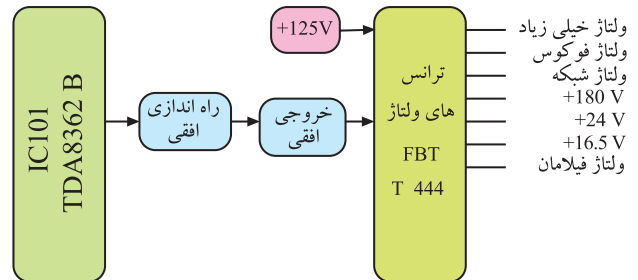 IC101
TDA8362 B
راه اندازی
افقی
خروجی
افقی
+125V
ترانس
های ولتاژ
FBT
T 444
ولتاژ خیلی زیاد
ولتاژ فوکوس
ولتاژ شبکه
+180 V
+24 V
+16.5 V
ولتاژ فیلامان